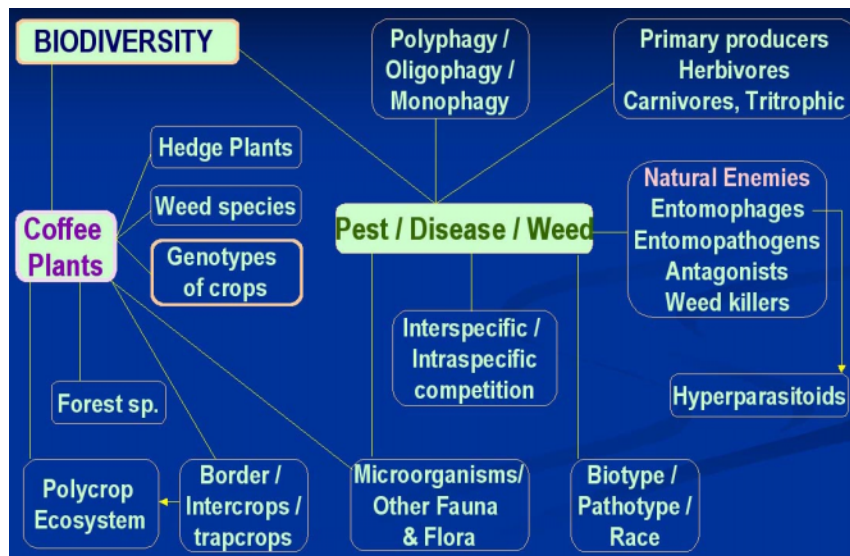 BIODIVERSITY
Polyphagy /
Oligophagy /
Monophagy
Primary producers
Herbivores
Carnivores, Tritrophic
Hedge Plants
Weed species
Genotypes
of crops
Coffee
Plants
Pest / Disease / Weed
Natural Enemies
Entomophages
Entomopathogens
Antagonists
Weed killers
Interspecific /
Intraspecific
competition
Hyperparasitoids
Forest sp.
Polycrop
Ecosystem
Border /
Intercrops /
trapcrops
Microorganisms/
Other Fauna
& Flora
Biotype /
Pathotype /
Race